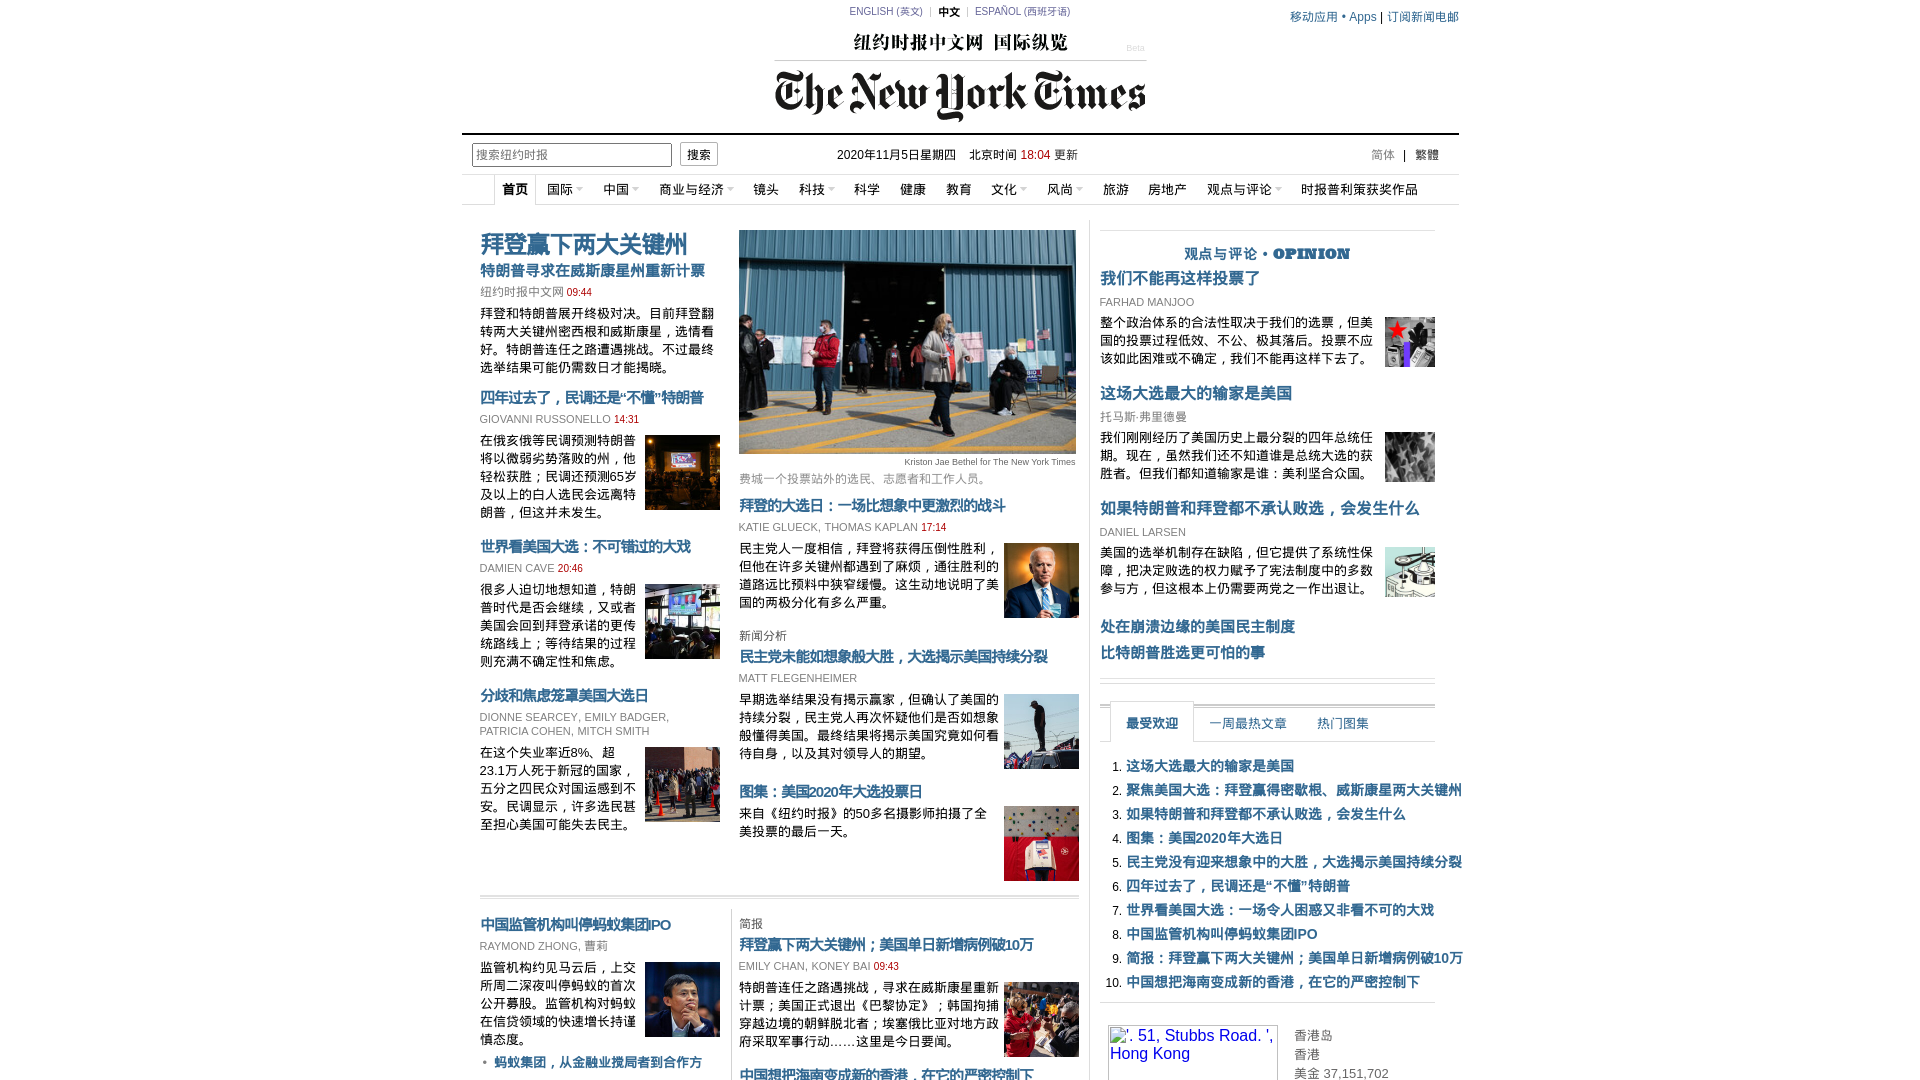 ENGLISH (英文) 中文 ESPAÑOL (西班牙语)
移动应用 • Apps | 订阅新闻电邮
纽约时报中文网 国际纵览
Beta
The New York Times
搜索纽约时报 搜索
2020年11月5日星期四 北京时间 18:04 更新
简体 | 繁體
首页 国际 中国 商业与经济 镜头 科技 科学 健康 教育 文化 风尚 旅游 房地产 观点与评论 时报普利策获奖作品
拜登赢下两大关键州
特朗普寻求在威斯康星州重新计票
纽约时报中文网 09:44
拜登和特朗普展开终极对决。目前拜登翻
转两大关键州密西根和威斯康星，选情看
好。特朗普连任之路遭遇挑战。不过最终
选举结果可能仍需数日才能揭晓。
四年过去了，民调还是“不懂”特朗普
GIOVANNI RUSSONELLO 14:31
在俄亥俄等民调预测特朗普
将以微弱劣势落败的州，他
轻松获胜；民调还预测65岁
及以上的白人选民会远离特
朗普，但这并未发生。
世界看美国大选：不可错过的大戏
DAMIEN CAVE 20:46
很多人迫切地想知道，特朗
普时代是否会继续，又或者
美国会回到拜登承诺的更传
统路线上；等待结果的过程
则充满不确定性和焦虑。
分歧和焦虑笼罩美国大选日
DIONNE SEARCEY, EMILY BADGER,
PATRICIA COHEN, MITCH SMITH
在这个失业率近8%、超
23.1万人死于新冠的国家，
五分之四民众对国运感到不
安。民调显示，许多选民甚
至担心美国可能失去民主。
Kriston Jae Bethel for The New York Times
费城一个投票站外的选民、志愿者和工作人员。
拜登的大选日：一场比想象中更激烈的战斗
KATIE GLUECK, THOMAS KAPLAN 17:14
民主党人一度相信，拜登将获得压倒性胜利，
但他在许多关键州都遇到了麻烦，通往胜利的
道路远比预料中狭窄缓慢。这生动地说明了美
国的两极分化有多么严重。
新闻分析
民主党未能如想象般大胜，大选揭示美国持续分裂
MATT FLEGENHEIMER
早期选举结果没有揭示赢家，但确认了美国的
持续分裂，民主党人再次怀疑他们是否如想象
般懂得美国。最终结果将揭示美国究竟如何看
待自身，以及其对领导人的期望。
图集：美国2020年大选投票日
来自《纽约时报》的50多名摄影师拍摄了全
美投票的最后一天。
中国监管机构叫停蚂蚁集团IPO
RAYMOND ZHONG, 曹莉
监管机构约见马云后，上交
所周二深夜叫停蚂蚁的首次
公开募股。监管机构对蚂蚁
在信贷领域的快速增长持谨
慎态度。
• 蚂蚁集团，从金融业搅局者到合作方
简报
拜登赢下两大关键州；美国单日新增病例破10万
EMILY CHAN, KONEY BAI 09:43
特朗普连任之路遇挑战，寻求在威斯康星重新
计票；美国正式退出《巴黎协定》；韩国拘捕
穿越边境的朝鲜脱北者；埃塞俄比亚对地方政
府采取军事行动……这里是今日要闻。
中国想把海南变成新的香港，在它的严密控制下
观点与评论 • OPINION
我们不能再这样投票了
FARHAD MANJOO
整个政治体系的合法性取决于我们的选票，但美
国的投票过程低效、不公、极其落后。投票不应
该如此困难或不确定，我们不能再这样下去了。
这场大选最大的输家是美国
托马斯·弗里德曼
我们刚刚经历了美国历史上最分裂的四年总统任
期。现在，虽然我们还不知道谁是总统大选的获
胜者。但我们都知道输家是谁：美利坚合众国。
如果特朗普和拜登都不承认败选，会发生什么
DANIEL LARSEN
美国的选举机制存在缺陷，但它提供了系统性保
障，把决定败选的权力赋予了宪法制度中的多数
参与方，但这根本上仍需要两党之一作出退让。
处在崩溃边缘的美国民主制度
比特朗普胜选更可怕的事
最受欢迎 一周最热文章 热门图集
1. 这场大选最大的输家是美国
2. 聚焦美国大选：拜登赢得密歇根、威斯康星两大关键州
3. 如果特朗普和拜登都不承认败选，会发生什么
4. 图集：美国2020年大选日
5. 民主党没有迎来想象中的大胜，大选揭示美国持续分裂
6. 四年过去了，民调还是“不懂”特朗普
7. 世界看美国大选：一场令人困惑又非看不可的大戏
8. 中国监管机构叫停蚂蚁集团IPO
9. 简报：拜登赢下两大关键州；美国单日新增病例破10万
10. 中国想把海南变成新的香港，在它的严密控制下
'. 51, Stubbs Road. ',
Hong Kong
香港岛
香港
美金 37,151,702